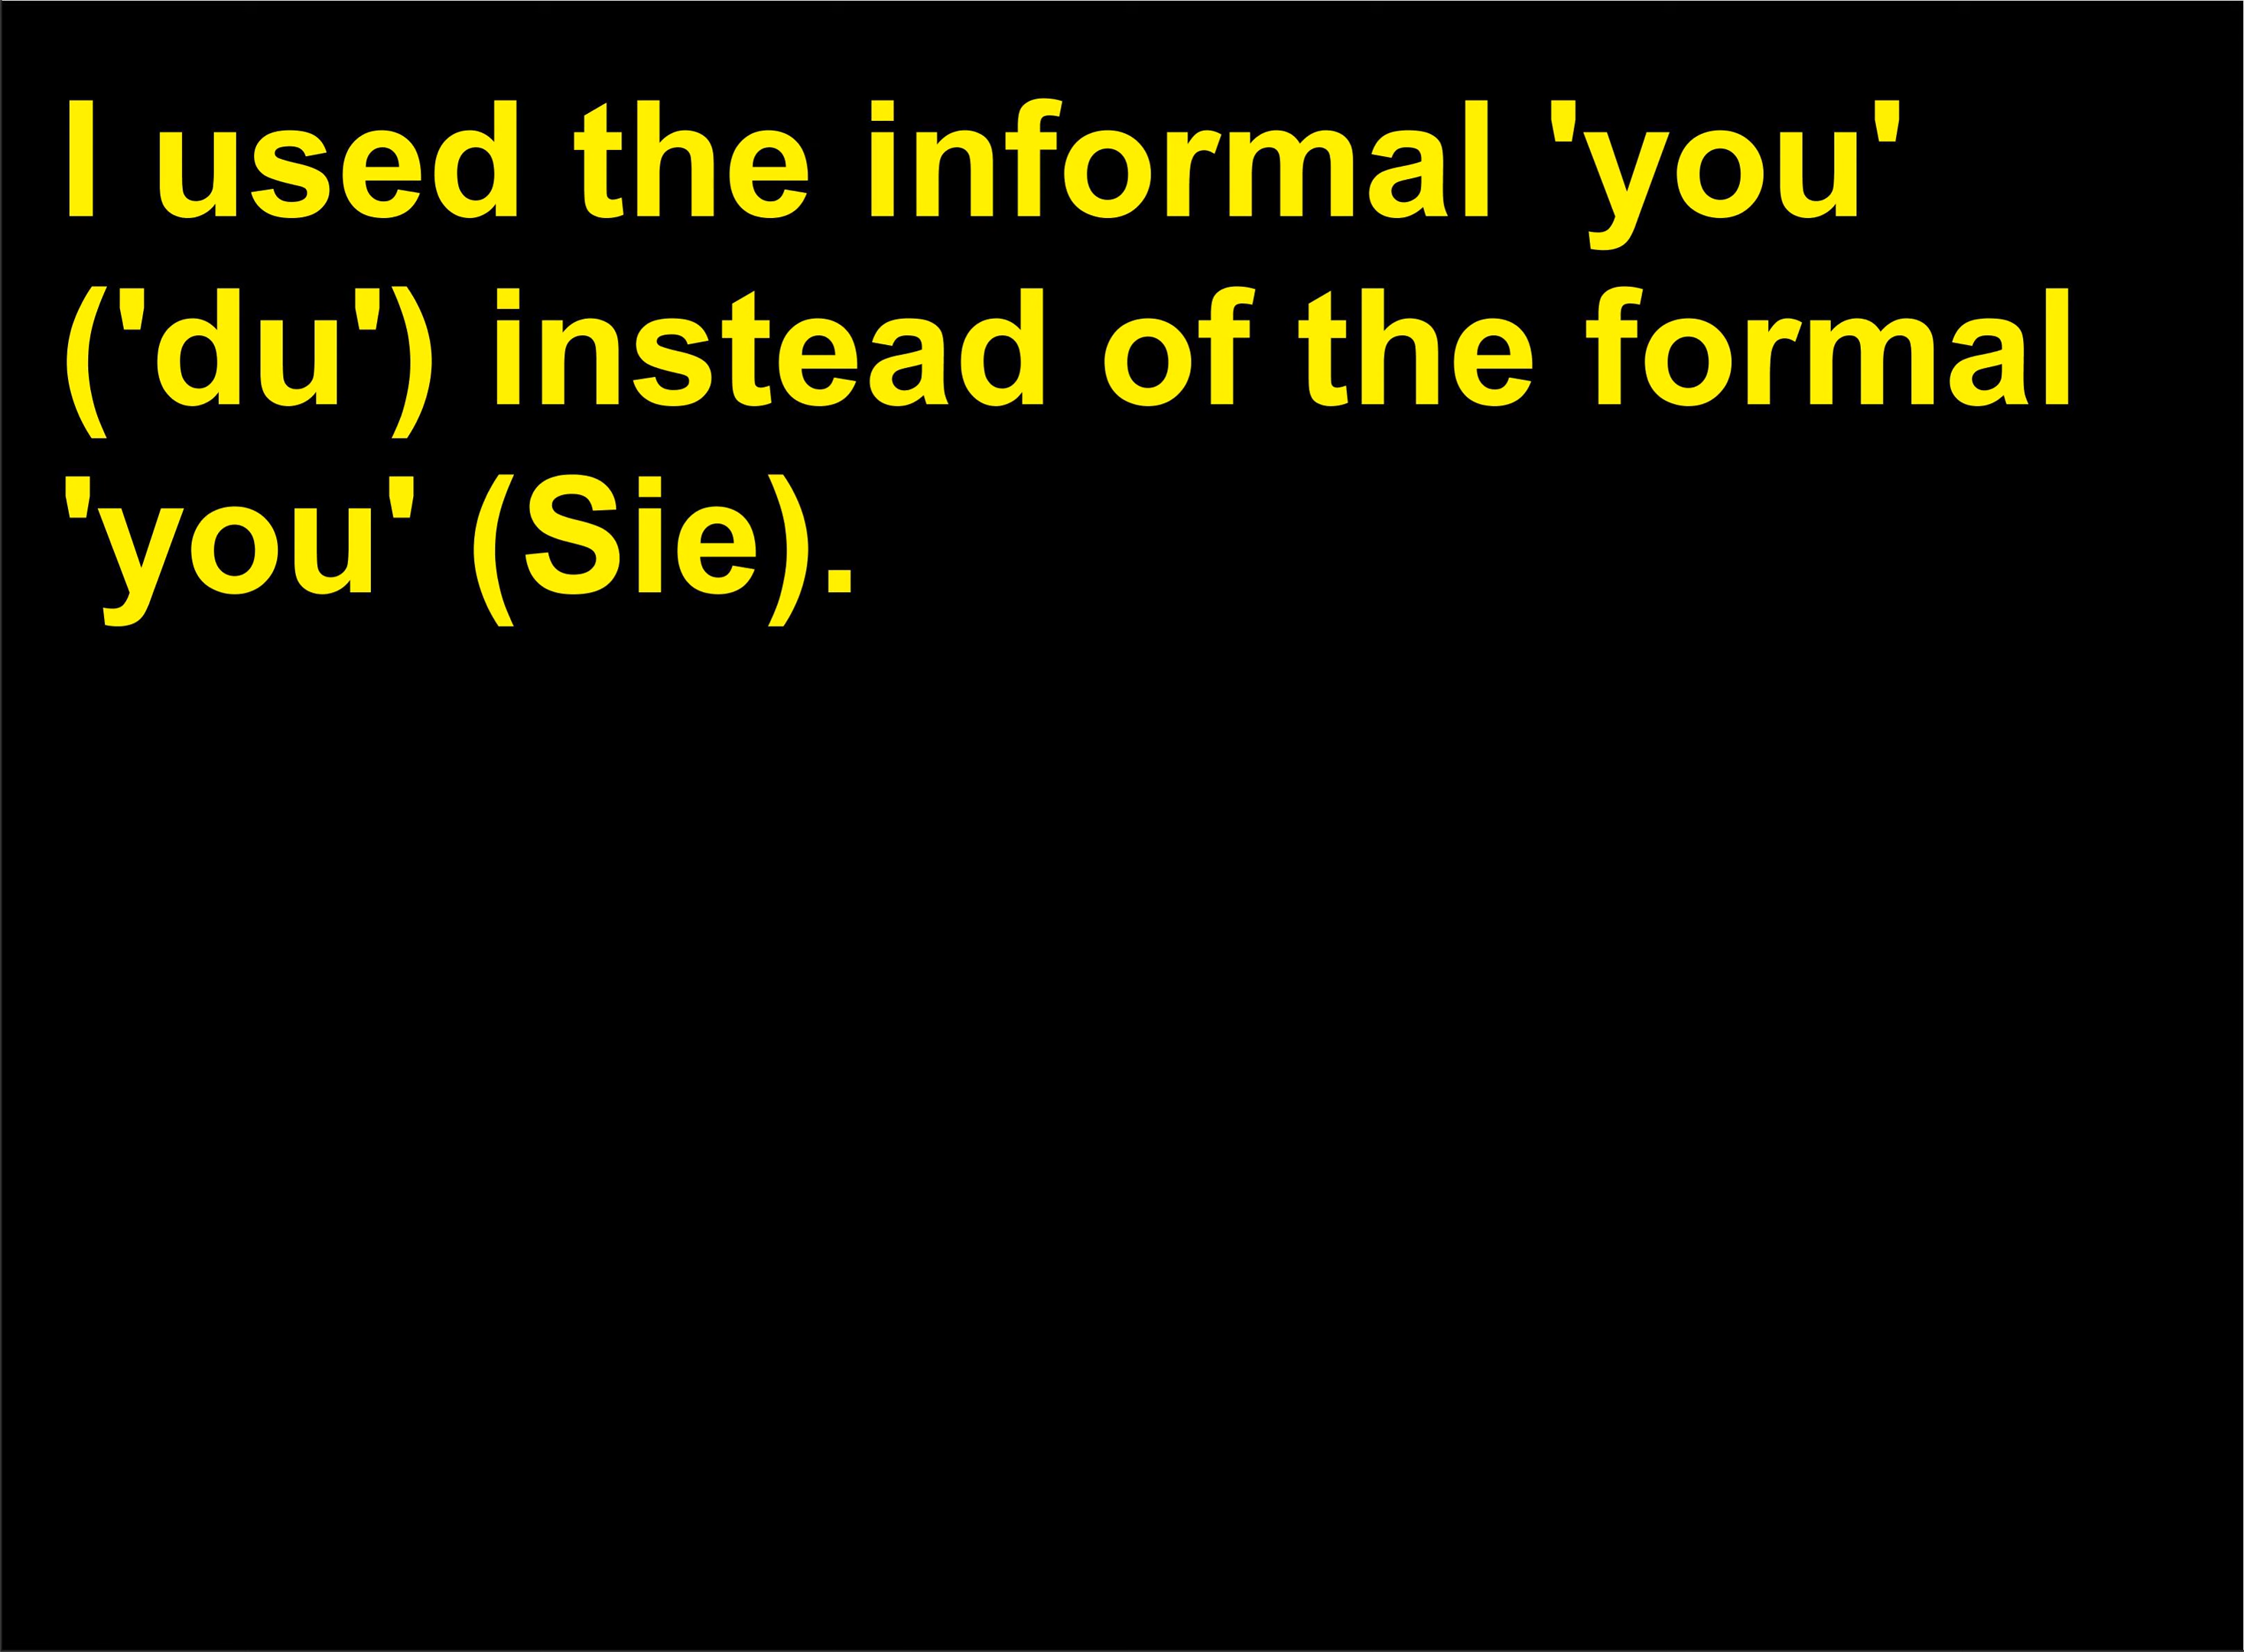 I used the informal 'you'
('du') instead of the formal
'you' (Sie).